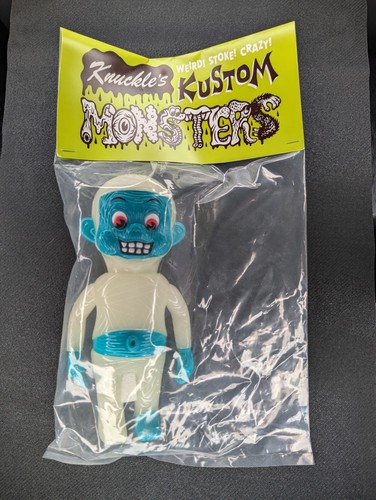 Knuckle's
WEIRD! STOKE! CRAZY!
KUSTOM
MONSTERS